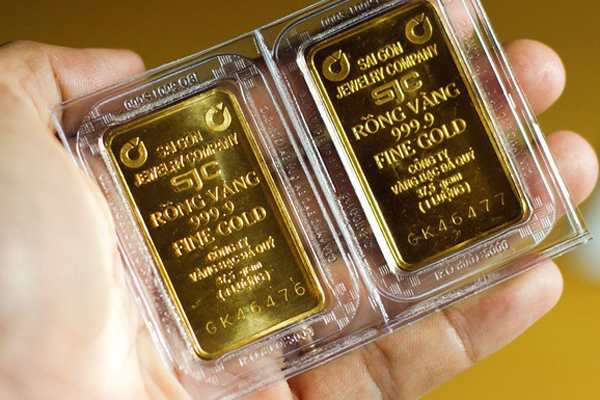 SAIGON
JEWELRY COMPANY
SJC
RỒNG VÀNG
999.9
FINE GOLD
CÔNG TY
VÀNG BẠC ĐÁ QUÝ
37.5 gram
(1 LƯỢNG)
GK46476
SAIGON
JEWELRY COMPANY
SJC
RỒNG VÀNG
999.9
FINE GOLD
CÔNG TY
VÀNG BẠC ĐÁ QUÝ
37.5 gram
(1 LƯỢNG)
GK46477